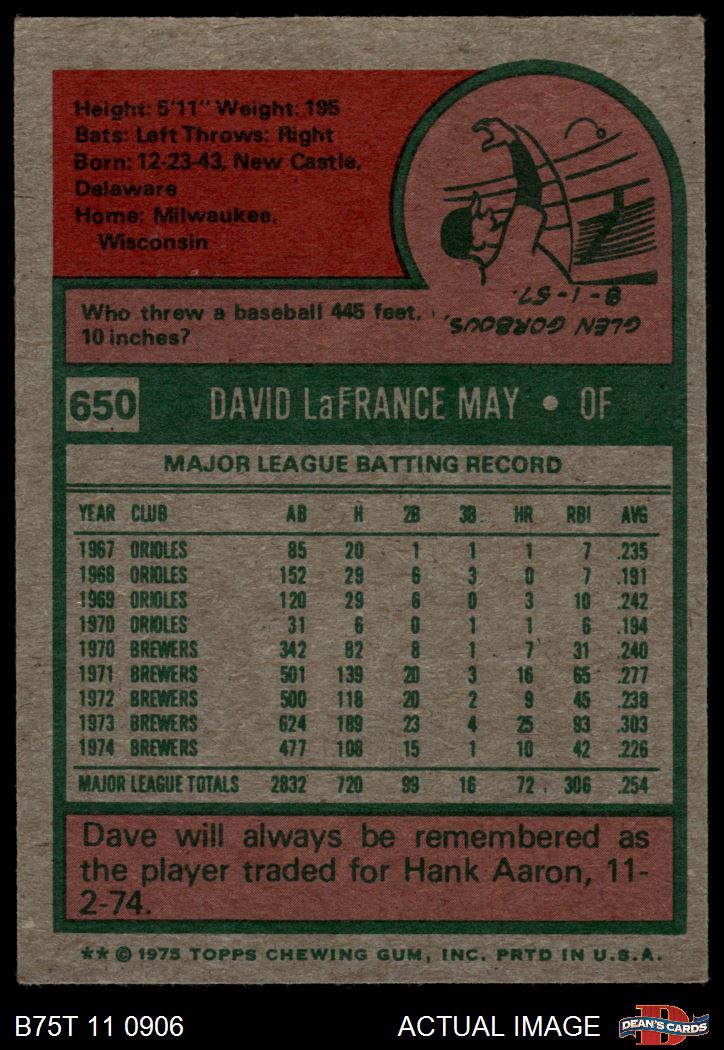 Height: 5'11" Weight: 195
Bats: Left Throws: Right
Born: 12-23-43, New Castle,
Delaware
Home: Milwaukee,
Wisconsin
Who threw a baseball 445 feet,
10 inches?
GLEN GORBOUS,
8-1-57.
650 DAVID LaFRANCE MAY • OF
MAJOR LEAGUE BATTING RECORD
YEAR CLUB AB H 2B 3B HR RBI AVG
1967 ORIOLES 85 20 1 1 1 7 .235
1968 ORIOLES 152 29 6 3 0 7 .191
1969 ORIOLES 120 29 6 0 3 10 .242
1970 ORIOLES 31 6 0 1 1 6 .194
1970 BREWERS 342 82 8 1 7 31 .240
1971 BREWERS 501 139 20 3 16 65 .277
1972 BREWERS 500 118 20 2 9 45 .238
1973 BREWERS 624 189 23 4 25 93 .303
1974 BREWERS 477 108 15 1 10 42 .226
MAJOR LEAGUE TOTALS 2832 720 99 16 72 306 .254
Dave will always be remembered as
the player traded for Hank Aaron, 11-
2-74.
** © 1975 TOPPS CHEWING GUM, INC. PRTD IN U.S.A.
B75T 11 0906 ACTUAL IMAGE D DEAN'S CARDS